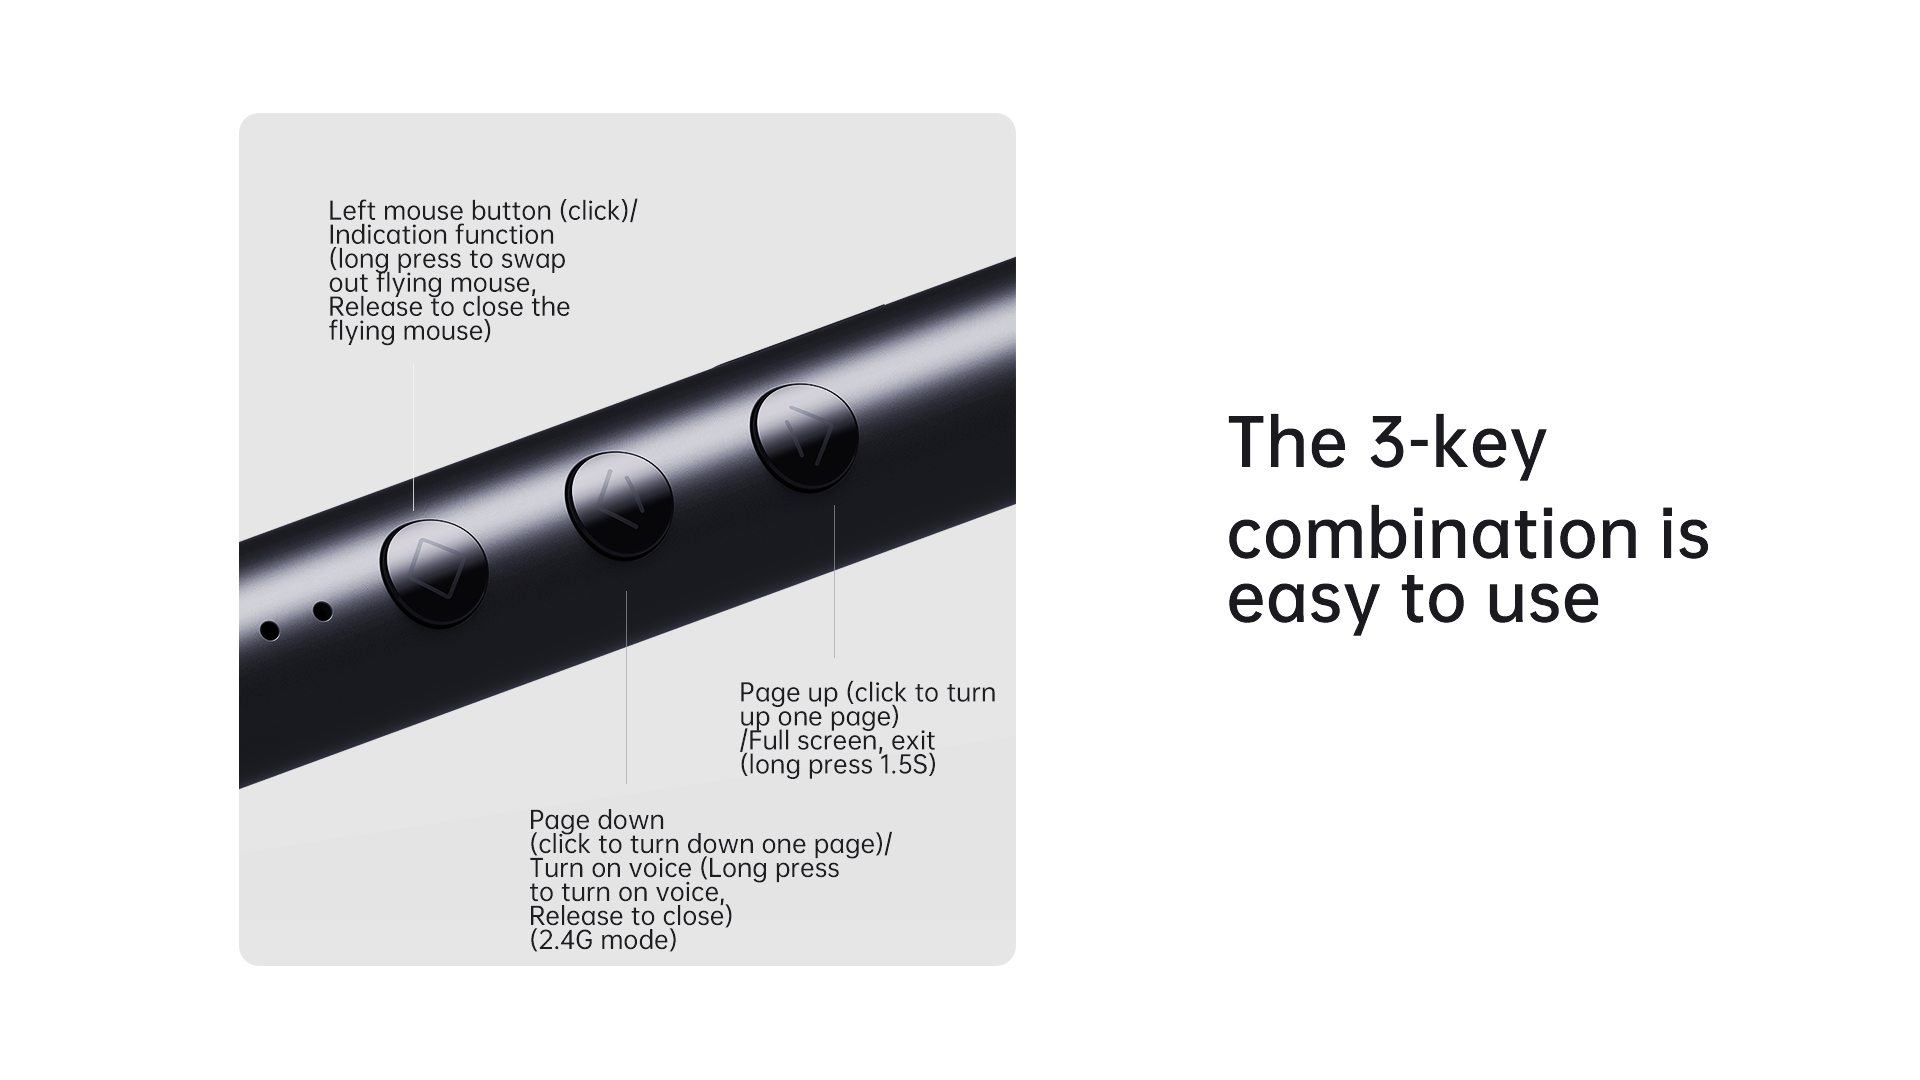 Left mouse button (click)/
Indication function
(long press to swap
out flying mouse,
Release to close the
flying mouse)
Page up (click to turn
up one page)
/Full screen, exit
(long press 1.5S)
Page down
(click to turn down one page)/
Turn on voice (Long press
to turn on voice,
Release to close)
(2.4G mode)
The 3-key
combination is
easy to use